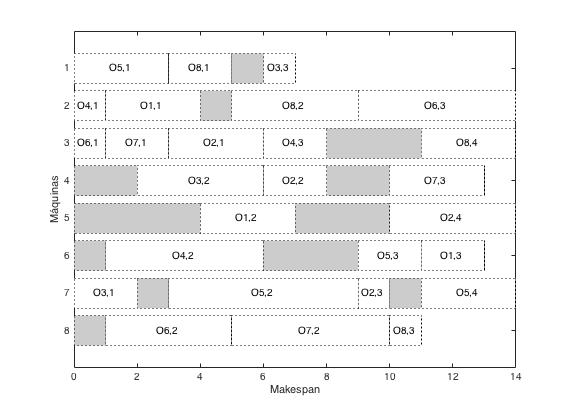 1 O5,1 O8,1 O3,3
2 O4,1 O1,1 O8,2 O6,3
3 O6,1 O7,1 O2,1 O4,3 O8,4
4 O3,2 O2,2 O7,3
Máquinas
5 O1,2 O2,4
6 O4,2 O5,3 O1,3
7 O3,1 O5,2 O2,3 O5,4
8 O6,2 O7,2 O8,3
0 2 4 6 8 10 12 14
Makespan